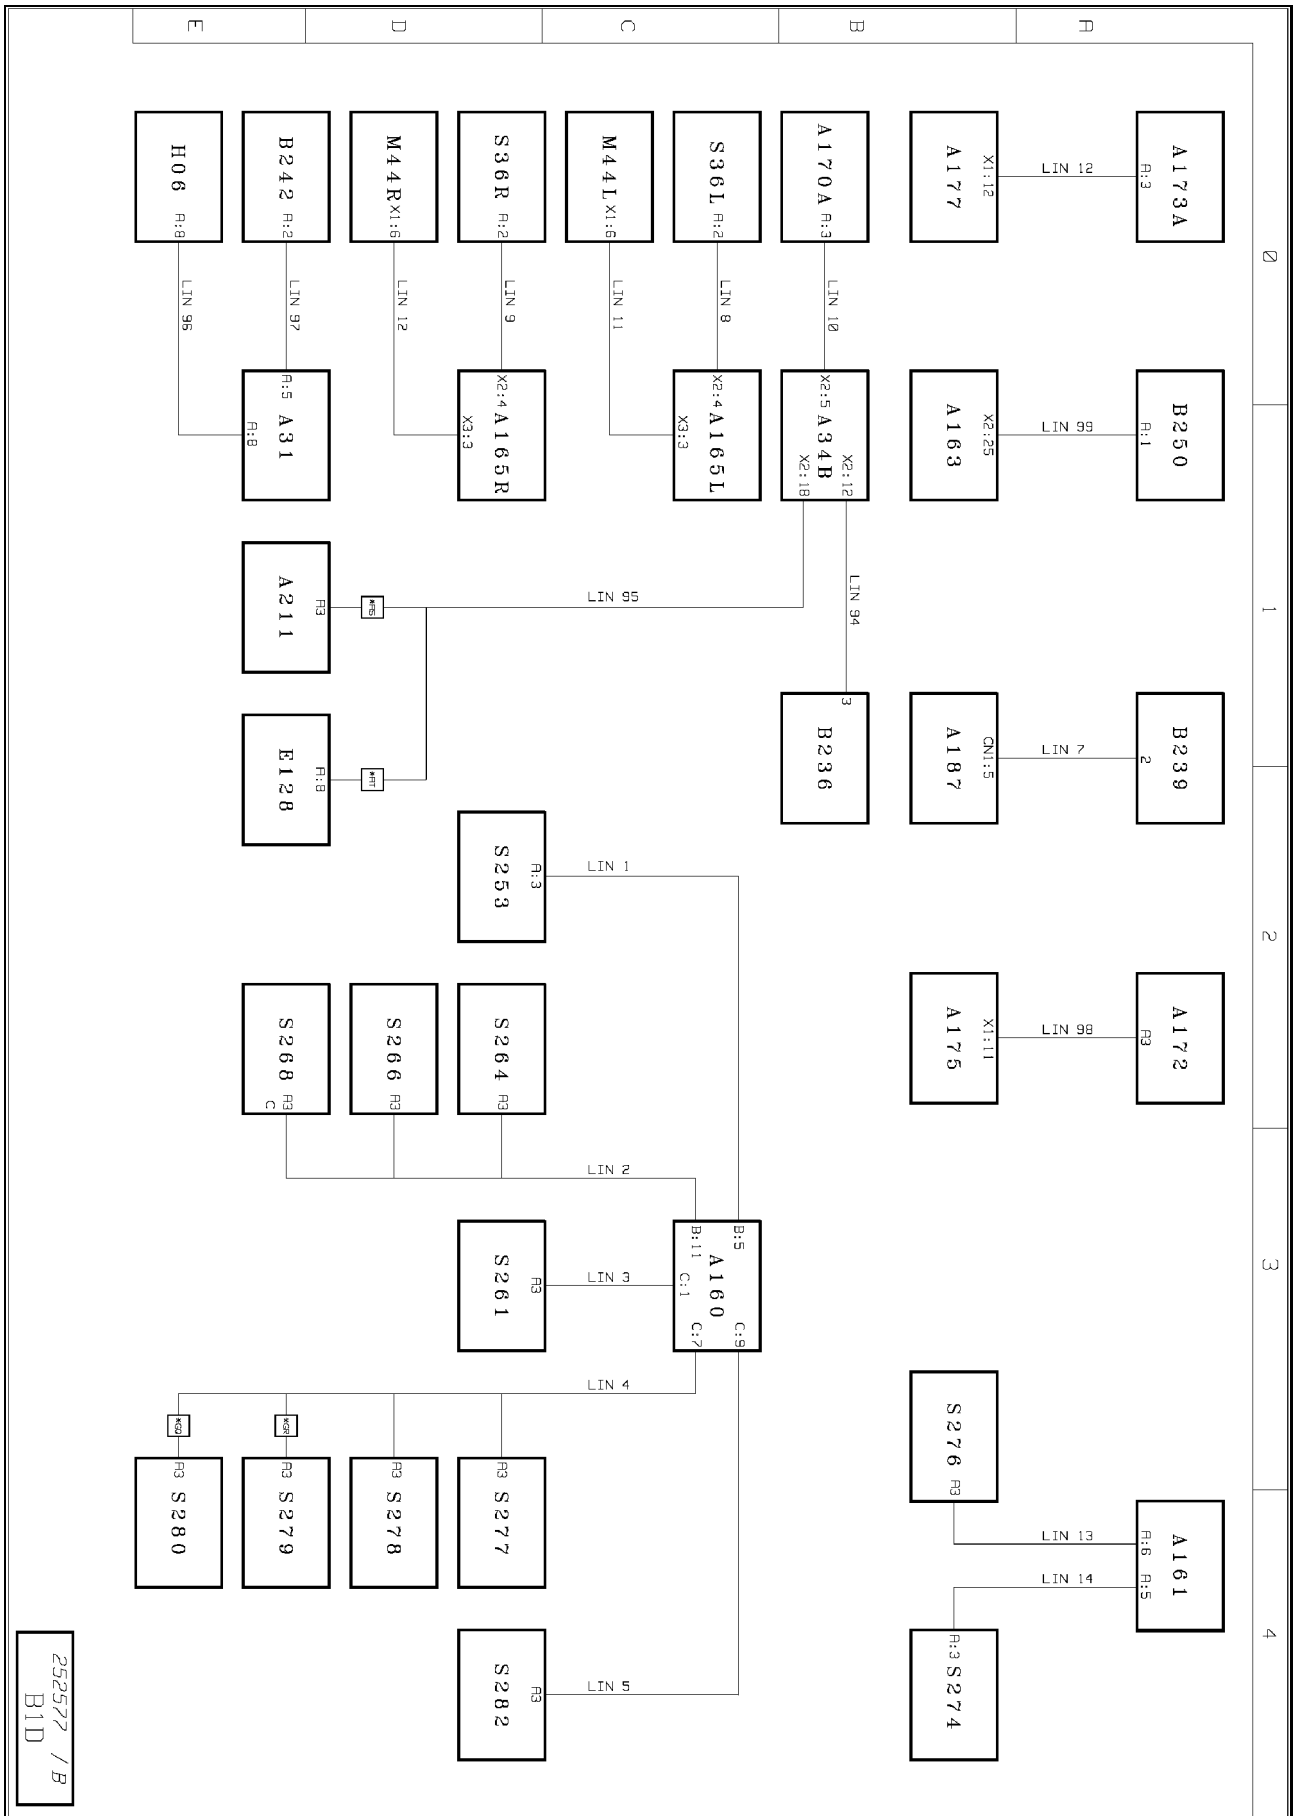 0
1
2
3
4
A
B
C
D
E
A173A
A:3
LIN 12
X1:12
A177
B250
A:1
LIN 99
X2:25
A163
B239
2
LIN 7
CN1:5
A187
A172
A3
LIN 98
X1:11
A175
A161
A:6
A:5
LIN 13
LIN 14
S276
A3
A:3
S274
A170A
A:3
LIN 10
X2:5
A34B
X2:12
X2:18
LIN 94
3
B236
LIN 95
S36L
A:2
LIN 8
X2:4
A165L
X3:3
M44L
X1:6
LIN 11
S36R
A:2
LIN 9
X2:4
A165R
X3:3
M44R
X1:6
LIN 12
B242
A:2
LIN 97
A:5
A31
A:8
H06
A:8
LIN 96
A3
A211
*AT
A:8
E128
A160
B:5
B:11
C:1
C:7
C:9
LIN 1
A:3
S253
LIN 2
S264
A3
S266
A3
S268
A3
C
LIN 3
A3
S261
LIN 4
A3
S277
A3
S278
*GR
A3
S279
*GQ
A3
S280
LIN 5
A3
S282
252577 / B
B1D